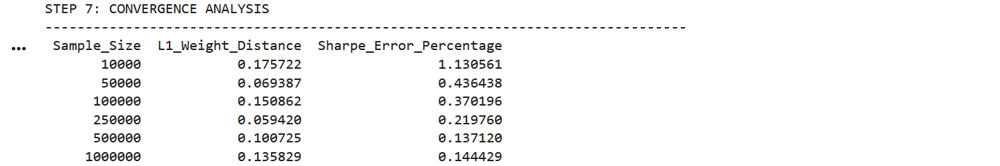 STEP 7: CONVERGENCE ANALYSIS
--------------------------------------------------------------------------------
... Sample_Size  L1_Weight_Distance  Sharpe_Error_Percentage
10000            0.175722                 1.130561
50000            0.069387                 0.436438
100000            0.150862                 0.370196
250000            0.059420                 0.219760
500000            0.100725                 0.137120
1000000            0.135829                 0.144429